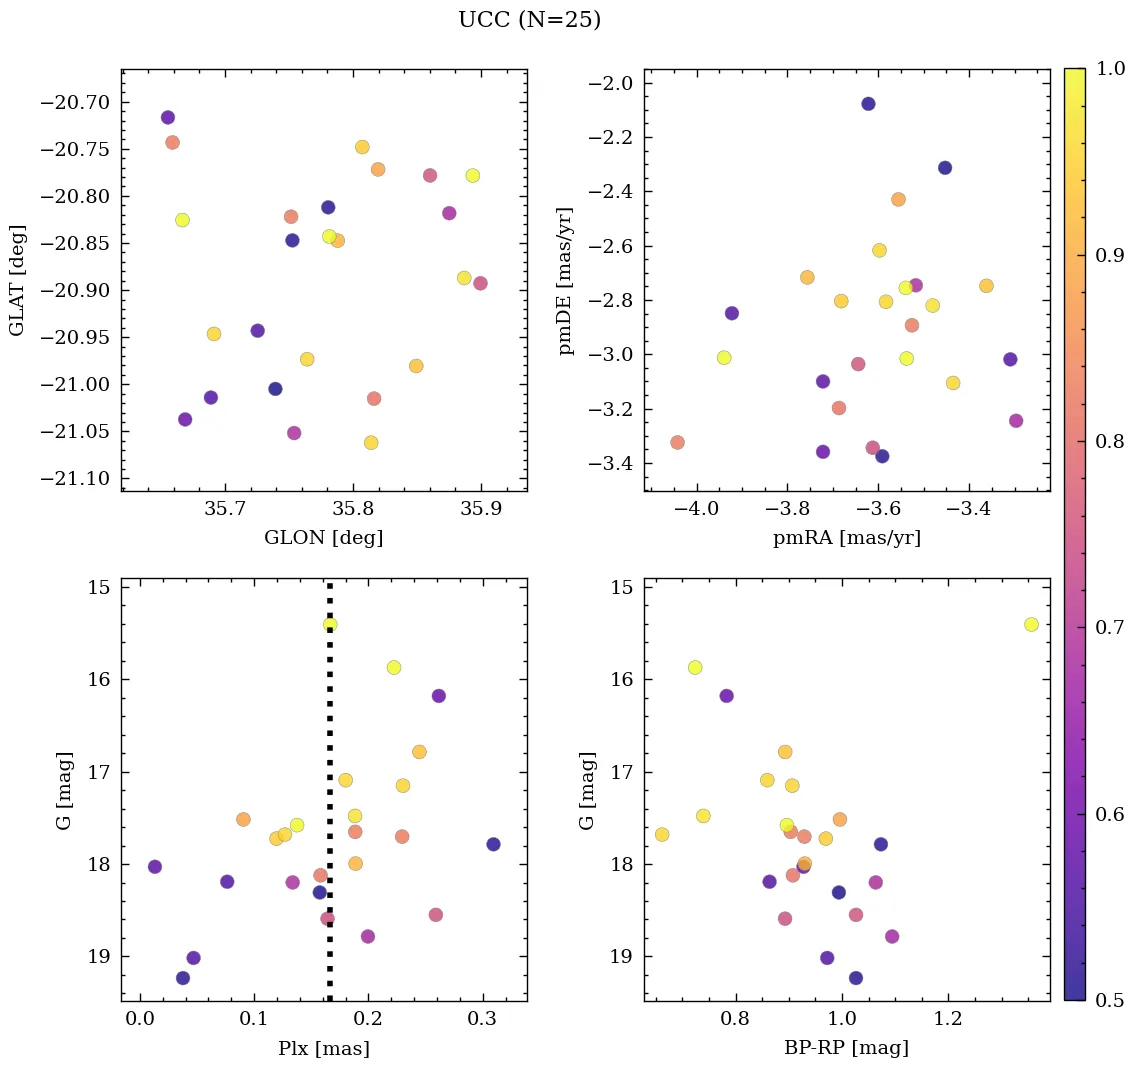 UCC (N=25)
−20.70
−20.75
−20.80
−20.85
−20.90
−20.95
−21.00
−21.05
−21.10
GLAT [deg]
35.7 35.8 35.9
GLON [deg]
−2.0
−2.2
−2.4
−2.6
−2.8
−3.0
−3.2
−3.4
pmDE [mas/yr]
−4.0 −3.8 −3.6 −3.4
pmRA [mas/yr]
15
16
17
18
19
G [mag]
0.0 0.1 0.2 0.3
Plx [mas]
15
16
17
18
19
G [mag]
0.8 1.0 1.2
BP-RP [mag]
1.0
0.9
0.8
0.7
0.6
0.5